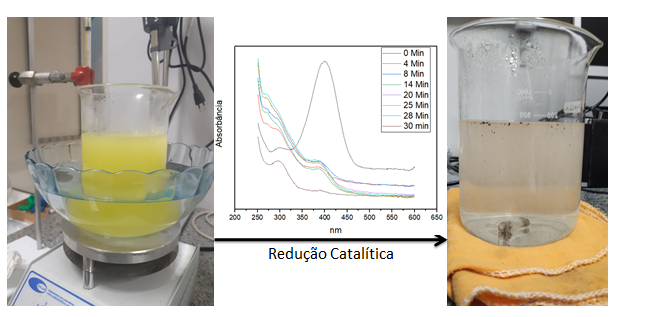 Absorbância
0 Min
4 Min
8 Min
14 Min
20 Min
25 Min
28 Min
30 min
200 250 300 350 400 450 500 550 600 650
nm
Redução Catalítica